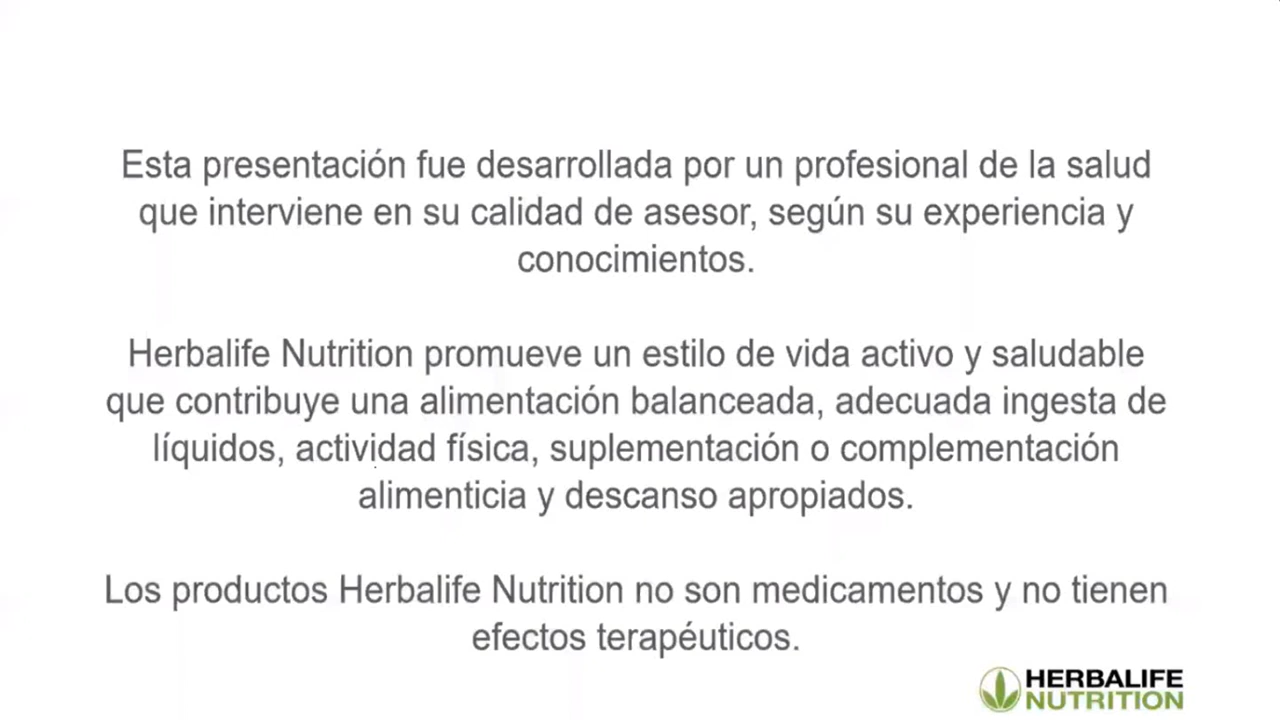 Esta presentación fue desarrollada por un profesional de la salud
que interviene en su calidad de asesor, según su experiencia y
conocimientos.
Herbalife Nutrition promueve un estilo de vida activo y saludable
que contribuye una alimentación balanceada, adecuada ingesta de
líquidos, actividad física, suplementación o complementación
alimenticia y descanso apropiados.
Los productos Herbalife Nutrition no son medicamentos y no tienen
efectos terapéuticos.
HERBALIFE
NUTRITION